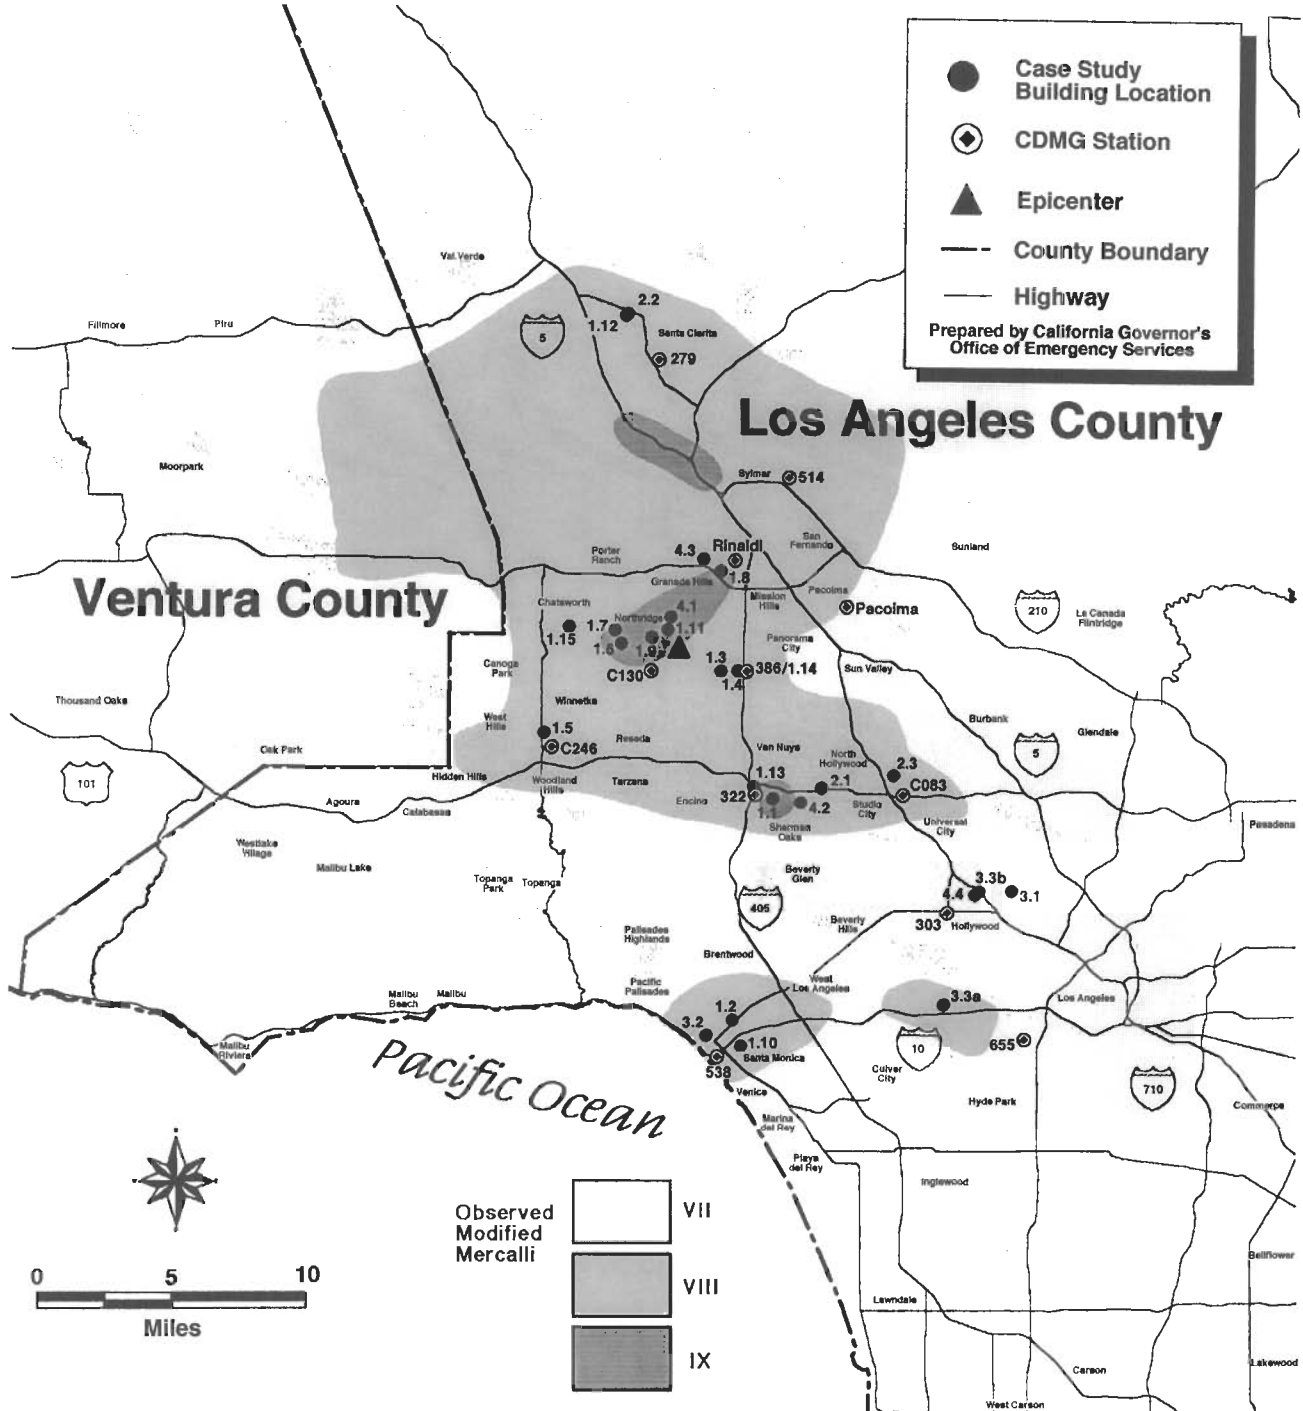 Case Study
Building Location
CDMG Station
Epicenter
County Boundary
Highway
Prepared by California Governor's
Office of Emergency Services
Val Verde
Fillmore
Piru
5
2.2
1.12
Santa Clarita
279
Los Angeles County
Moorpark
Sylmar
514
San
Fernando
Sunland
Porter
Ranch
4.3
Rinaldi
1.8
Granada Hills
Mission
Hills
Pacoima
Pacoima
210
La Canada
Flintridge
Ventura County
Chatsworth
1.15
1.7
Northridge
4.1
1.11
1.6
1.9
C130
Panorama
City
1.3
1.4
386/1.14
Sun Valley
Canoga
Park
Winnetka
Thousand Oaks
West
Hills
1.5
C246
Reseda
Van Nuys
North
Hollywood
Burbank
Glendale
5
2.3
C083
Oak Park
101
Hidden Hills
Woodland
Hills
Tarzana
Encino
1.13
322
1.1
4.2
2.1
Sherman
Oaks
Studio
City
Universal
City
Pasadena
Agoura
Calabasas
Westlake
Village
Malibu Lake
Topanga
Park
Topanga
Beverly
Glen
405
3.3b
4.4
3.1
303
Hollywood
Beverly
Hills
Palisades
Highlands
Brentwood
Pacific
Palisades
West
Los Angeles
Malibu
Beach
Malibu
1.2
3.2
1.10
Santa Monica
538
3.3a
Los Angeles
655
10
Malibu
Riviera
Pacific Ocean
Culver
City
Venice
Hyde Park
710
Commerce
Marina
del Rey
Playa
del Rey
Inglewood
Observed
Modified
Mercalli
VII
VIII
IX
0 5 10
Miles
Bellflower
Lawndale
Carson
Lakewood
West Carson